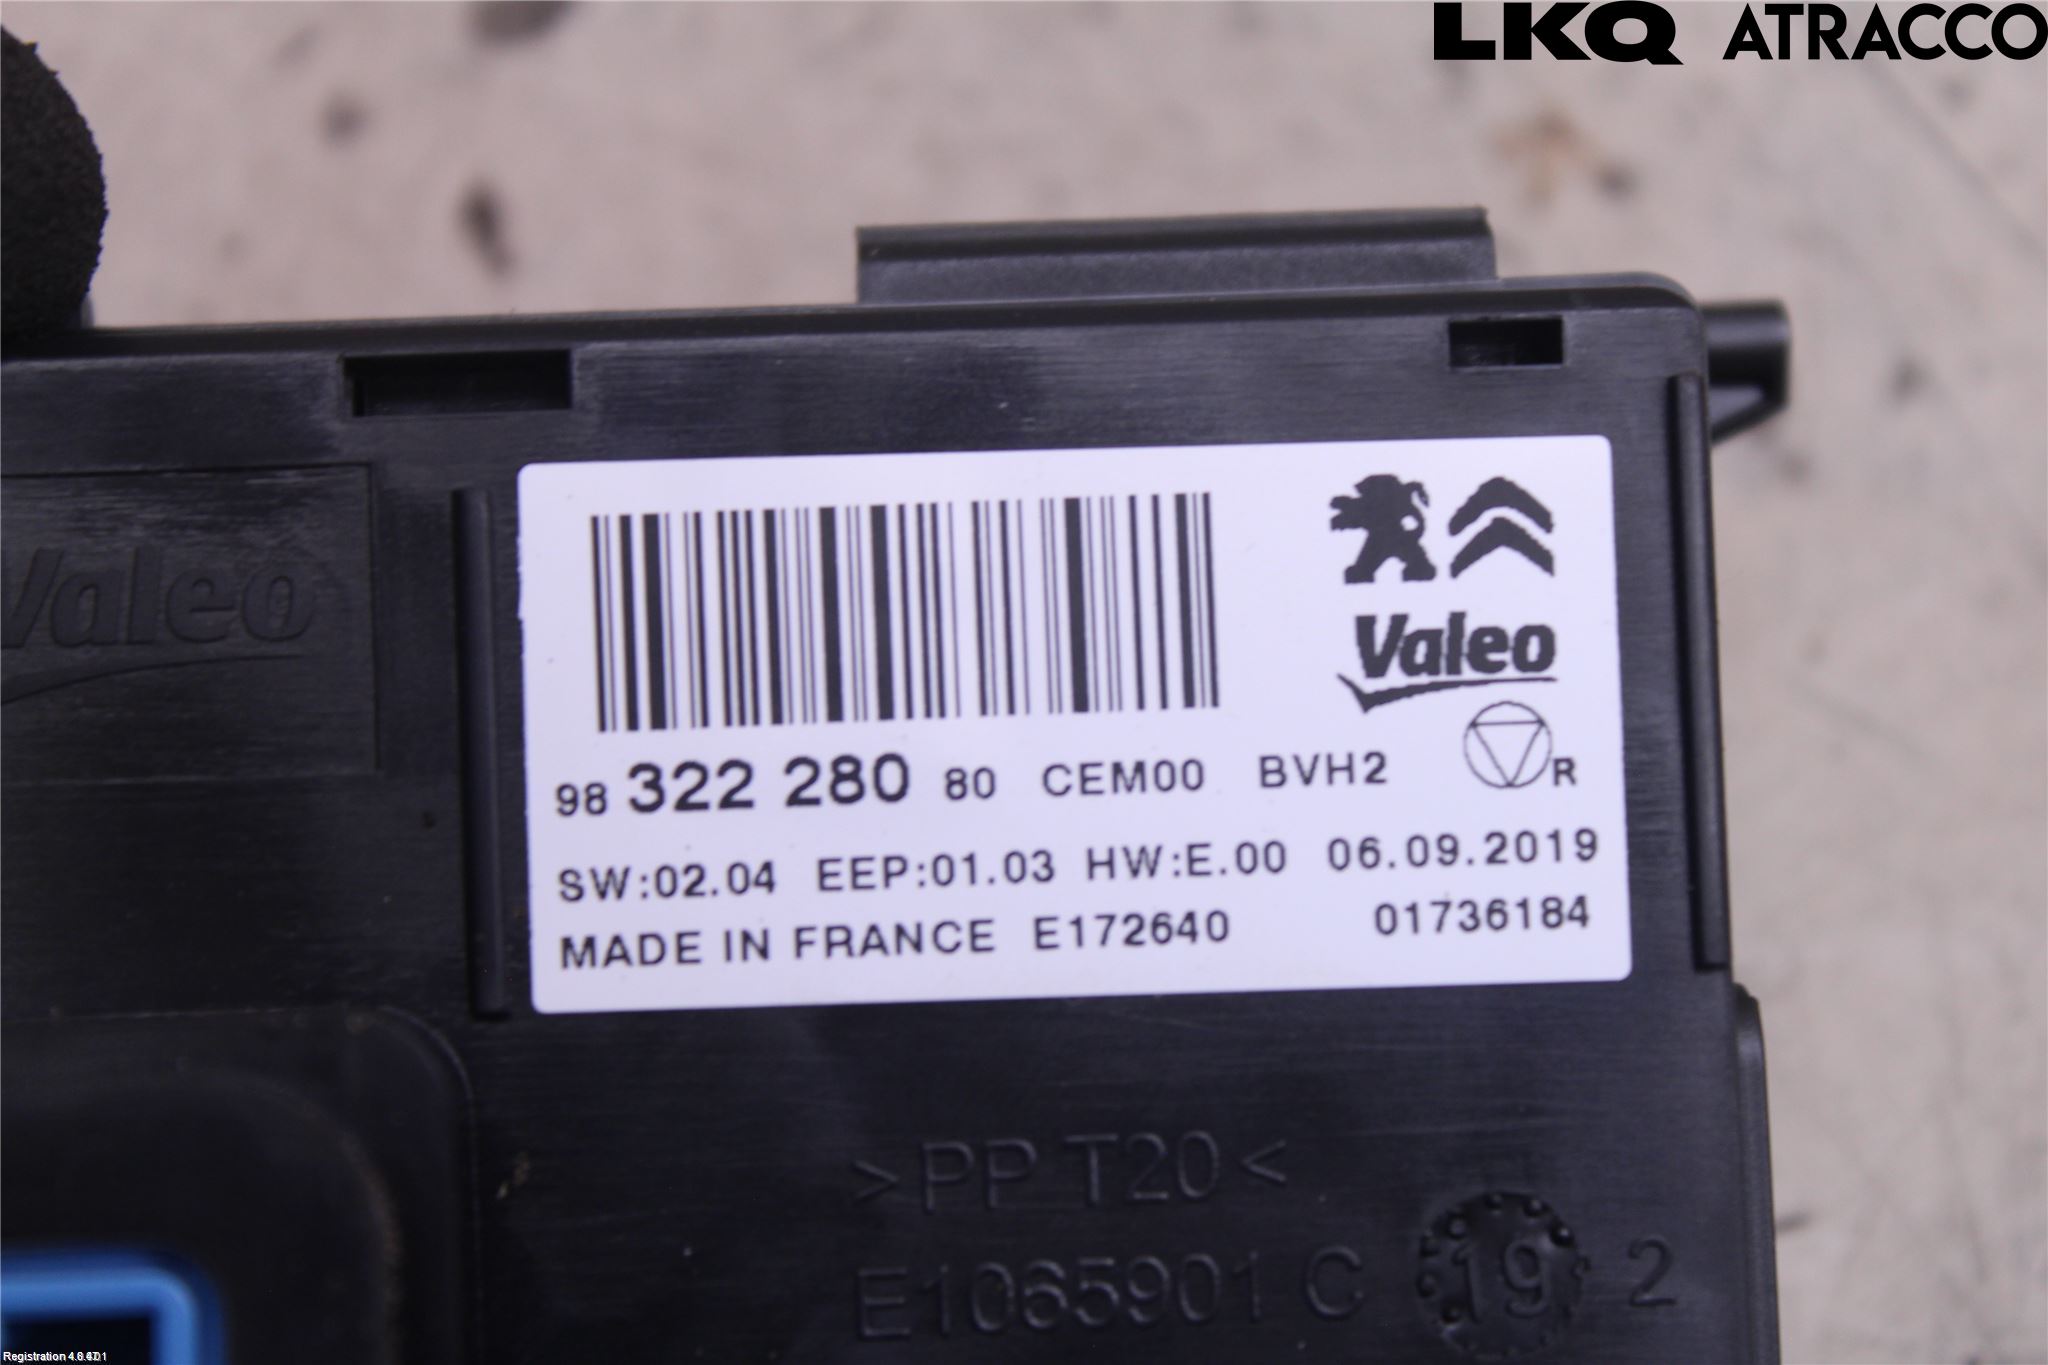 LKQ ATRACCO
Valeo
Valeo
98 322 280 80 CEM00 BVH2
R
SW:02.04 EEP:01.03 HW:E.00 06.09.2019
MADE IN FRANCE E172640 01736184
>PP T20<
E1065901 C 19 2
Registration